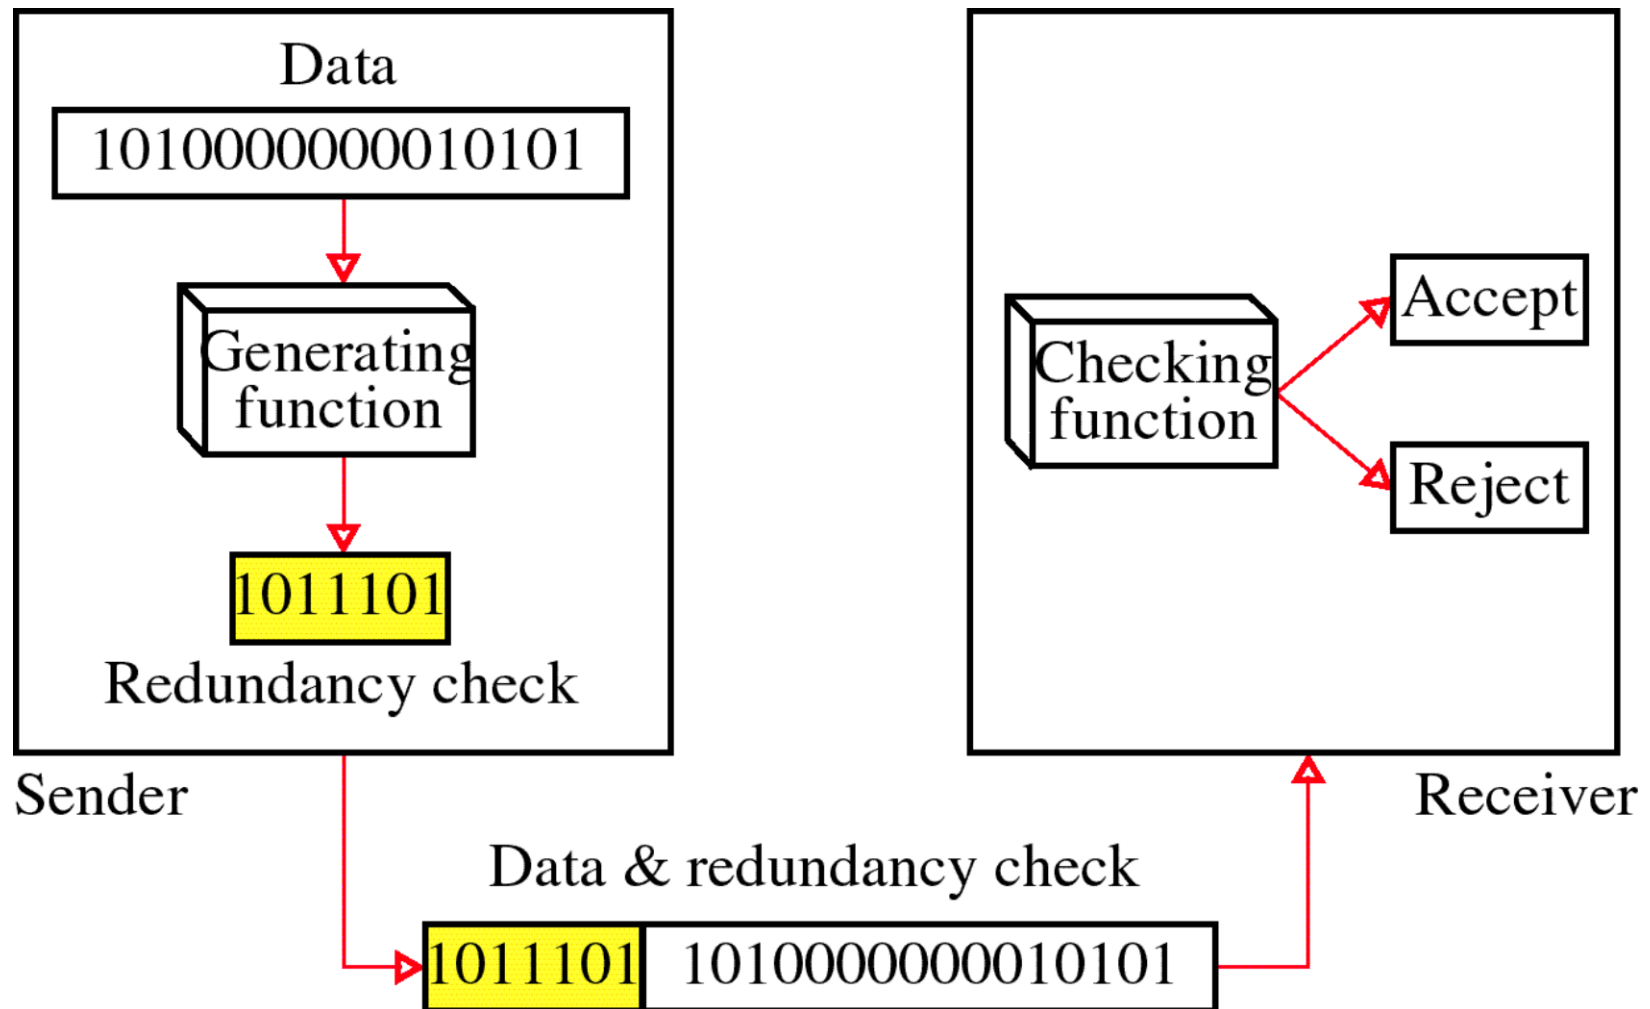 Data
1010000000010101
Generating
function
1011101
Redundancy check
Sender
Checking
function
Accept
Reject
Receiver
Data & redundancy check
1011101 1010000000010101